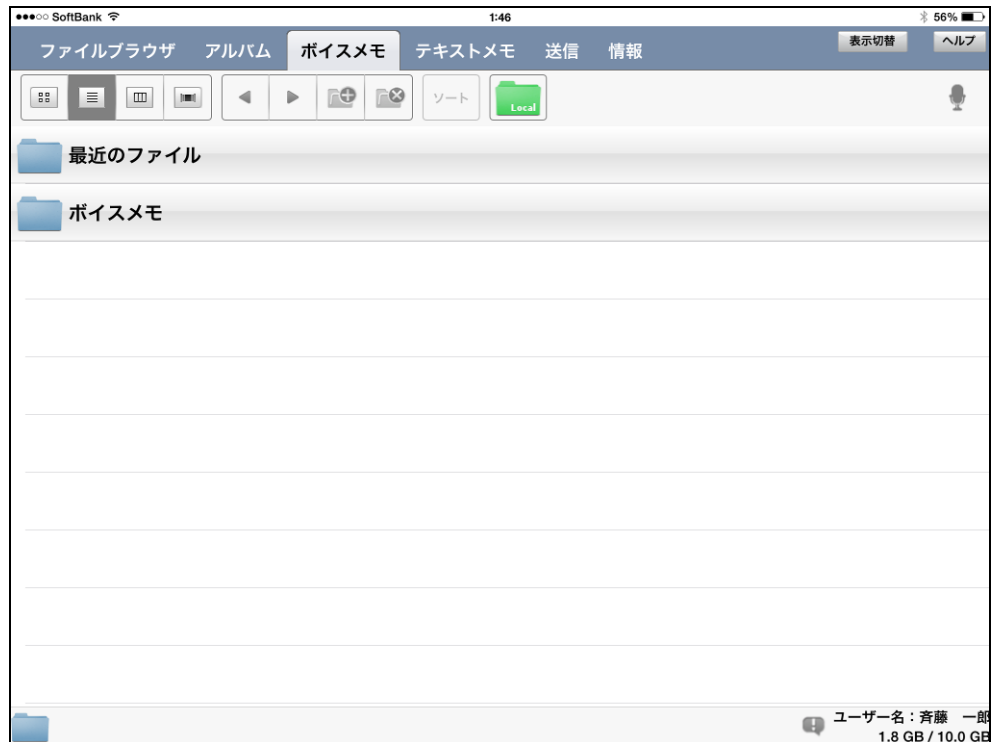 ●●●○○ SoftBank 1:46 56%
ファイルブラウザ アルバム ボイスメモ テキストメモ 送信 情報 表示切替 ヘルプ
ソート Local
最近のファイル
ボイスメモ
ユーザー名：斉藤　一郎
1.8 GB / 10.0 GB